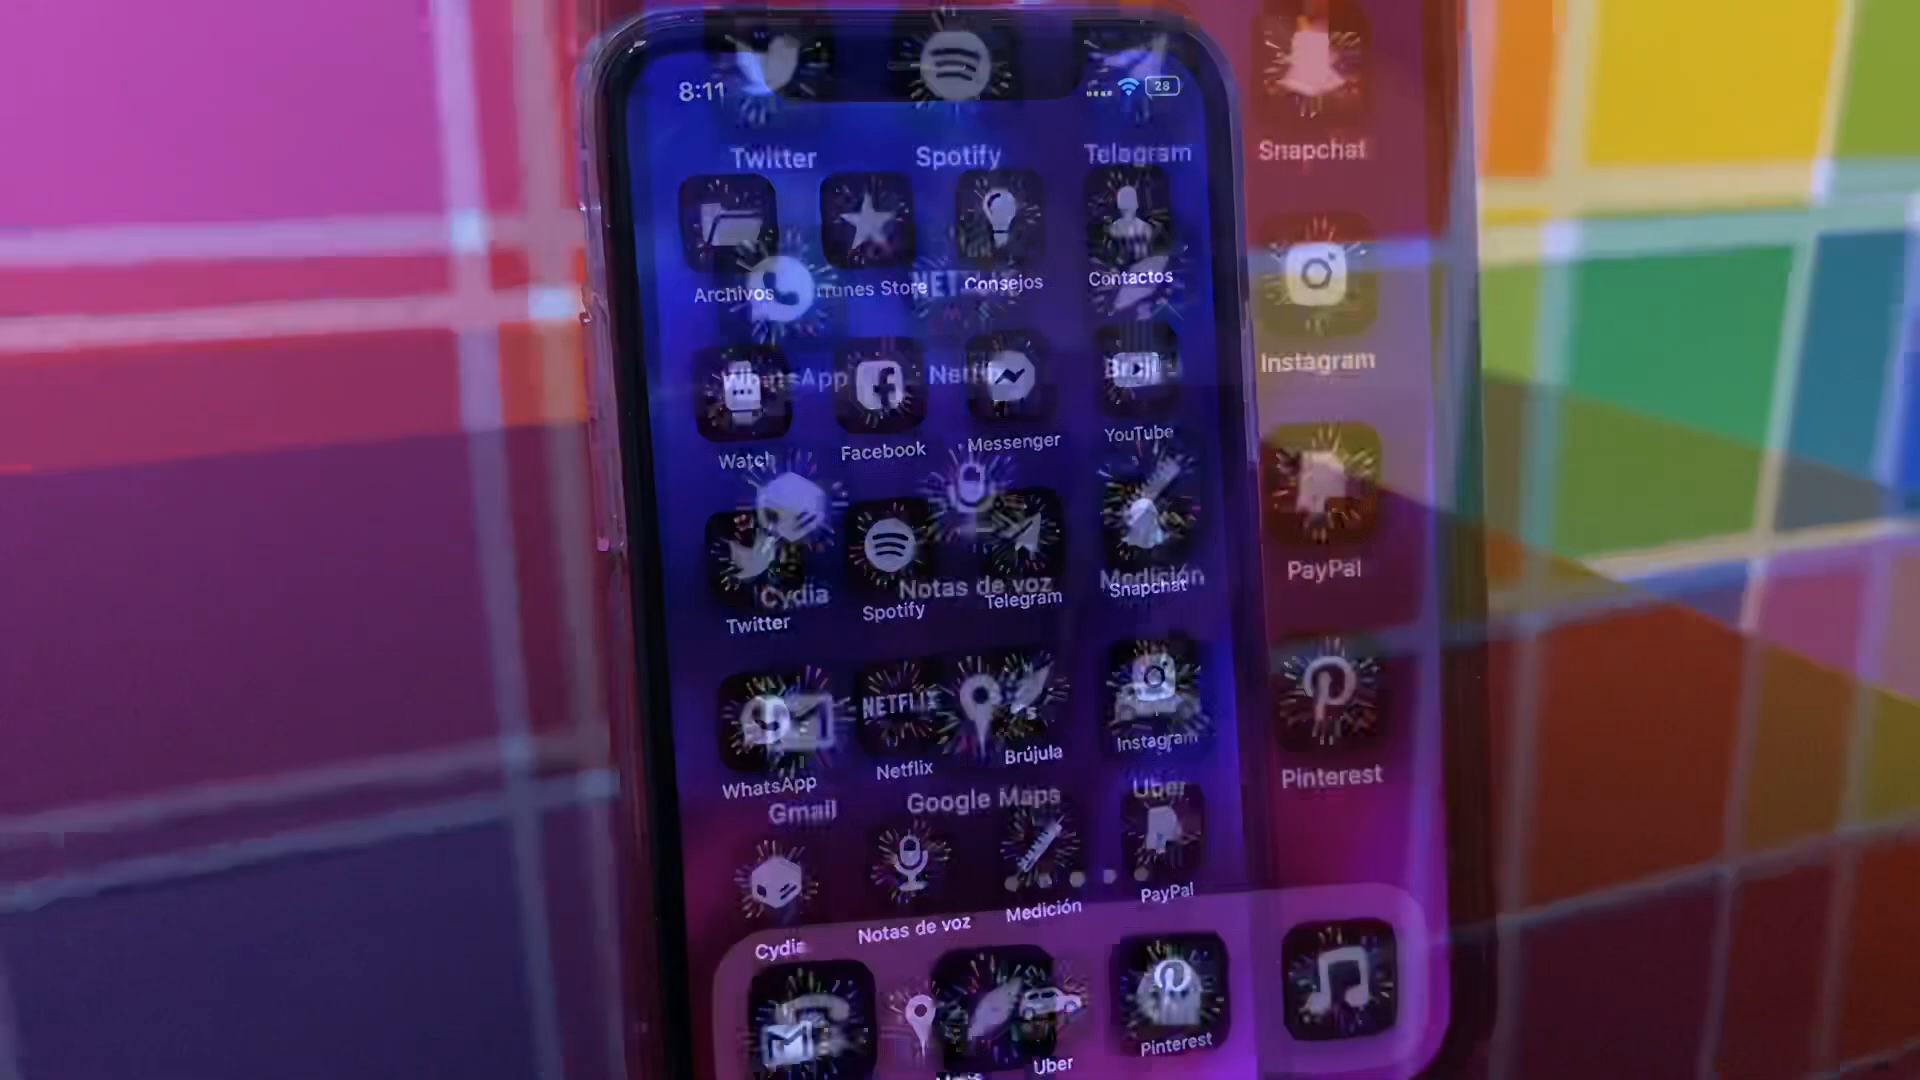 8:11
28
Twitter
Spotify
Telegram
Snapchat
Archivos
iTunes Store
Consejos
Contactos
WhatsApp
Netflix
Instagram
Watch
Facebook
Messenger
YouTube
Cydia
Notas de voz
Medición
PayPal
Twitter
Spotify
Telegram
Snapchat
NETFLIX
WhatsApp
Netflix
Brújula
Instagram
Gmail
Google Maps
Uber
Pinterest
Cydia
Notas de voz
Medición
PayPal
Uber
Pinterest